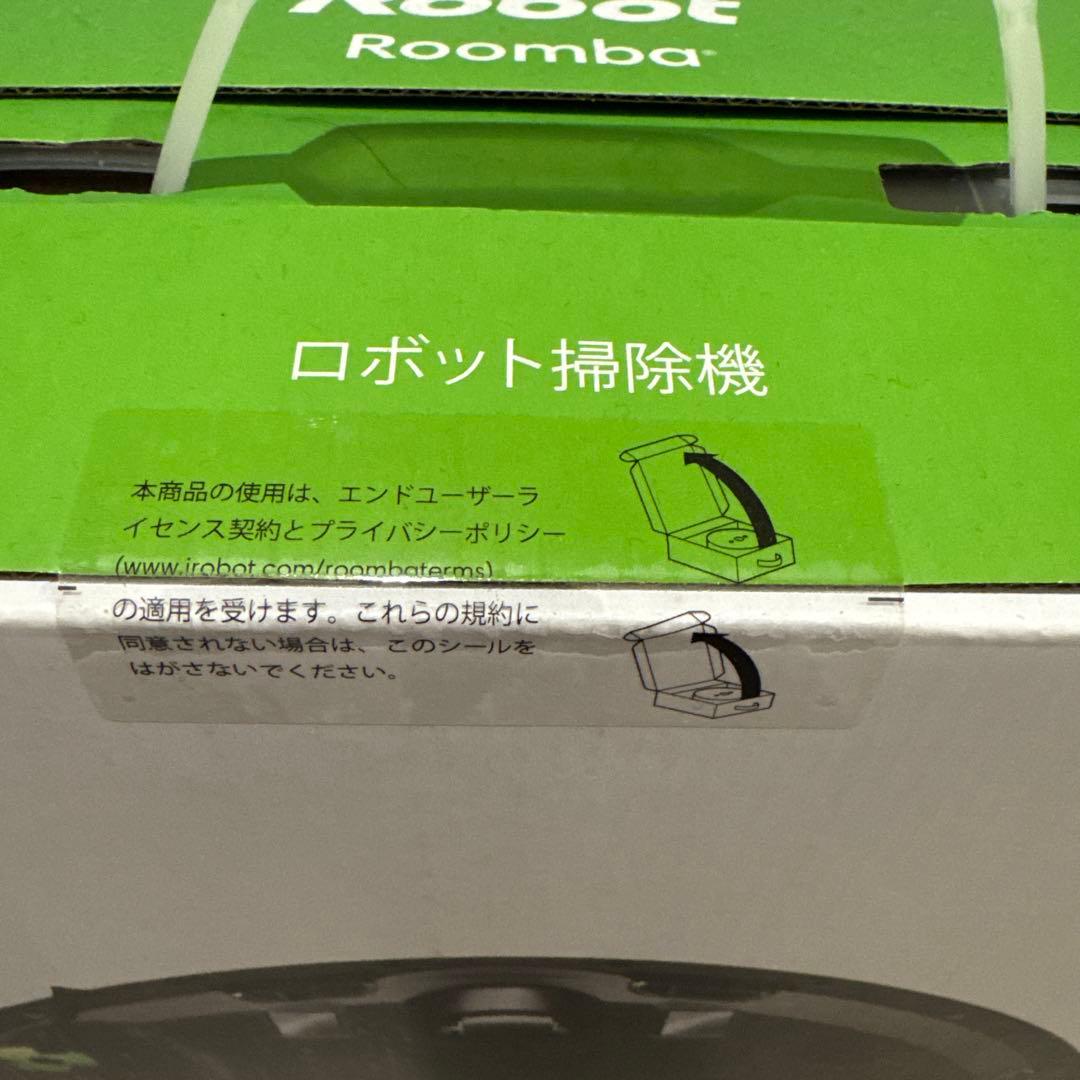 iRobot
Roomba
ロボット掃除機
本商品の使用は、エンドユーザーラ
イセンス契約とプライバシーポリシー
(www.irobot.com/roombaterms)
の適用を受けます。これらの規約に
同意されない場合は、このシールを
はがさないでください。